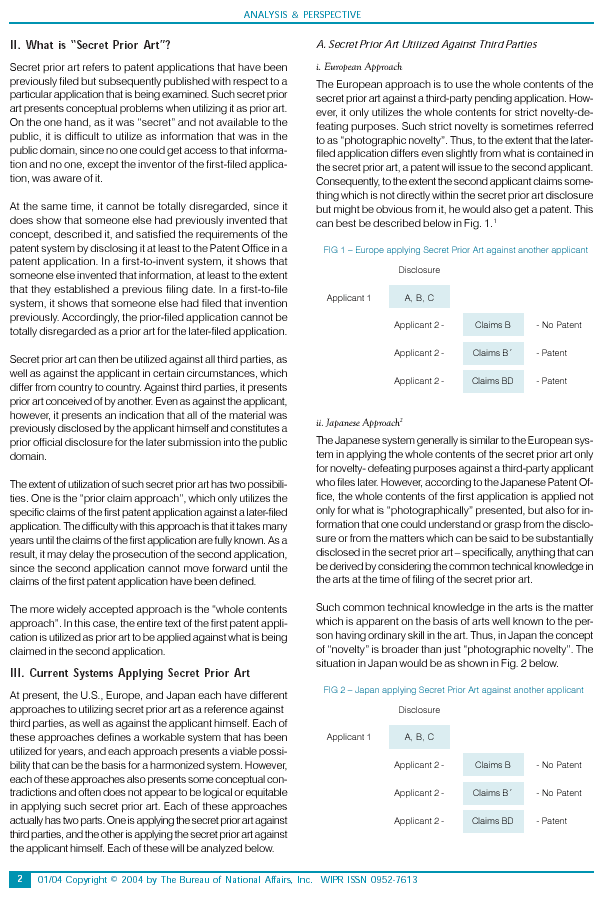 ANALYSIS & PERSPECTIVE
II. What is "Secret Prior Art"?
Secret prior art refers to patent applications that have been
previously filed but subsequently published with respect to a
particular application that is being examined. Such secret prior
art presents conceptual problems when utilizing it as prior art.
On the one hand, as it was "secret" and not available to the
public, it is difficult to utilize as information that was in the
public domain, since no one could get access to that informa-
tion and no one, except the inventor of the first-filed applica-
tion, was aware of it.
At the same time, it cannot be totally disregarded, since it
does show that someone else had previously invented that
concept, described it, and satisfied the requirements of the
patent system by disclosing it at least to the Patent Office in a
patent application. In a first-to-invent system, it shows that
someone else invented that information, at least to the extent
that they established a previous filing date. In a first-to-file
system, it shows that someone else had filed that invention
previously. Accordingly, the prior-filed application cannot be
totally disregarded as a prior art for the later-filed application.
Secret prior art can then be utilized against all third parties, as
well as against the applicant in certain circumstances, which
differ from country to country. Against third parties, it presents
prior art conceived of by another. Even as against the applicant,
however, it presents an indication that all of the material was
previously disclosed by the applicant himself and constitutes a
prior official disclosure for the later submission into the public
domain.
The extent of utilization of such secret prior art has two possibili-
ties. One is the "prior claim approach", which only utilizes the
specific claims of the first patent application against a later-filed
application. The difficulty with this approach is that it takes many
years until the claims of the first application are fully known. As a
result, it may delay the prosecution of the second application,
since the second application cannot move forward until the
claims of the first patent application have been defined.
The more widely accepted approach is the "whole contents
approach". In this case, the entire text of the first patent appli-
cation is utilized as prior art to be applied against what is being
claimed in the second application.
III. Current Systems Applying Secret Prior Art
At present, the U.S., Europe, and Japan each have different
approaches to utilizing secret prior art as a reference against
third parties, as well as against the applicant himself. Each of
these approaches defines a workable system that has been
utilized for years, and each approach presents a viable possi-
bility that can be the basis for a harmonized system. However,
each of these approaches also presents some conceptual con-
tradictions and often does not appear to be logical or equitable
in applying such secret prior art. Each of these approaches
actually has two parts. One is applying the secret prior art against
third parties, and the other is applying the secret prior art against
the applicant himself. Each of these will be analyzed below.
A. Secret Prior Art Utilized Against Third Parties
i. European Approach
The European approach is to use the whole contents of the
secret prior art against a third-party pending application. How-
ever, it only utilizes the whole contents for strict novelty-de-
feating purposes. Such strict novelty is sometimes referred
to as "photographic novelty". Thus, to the extent that the later-
filed application differs even slightly from what is contained in
the secret prior art, a patent will issue to the second applicant.
Consequently, to the extent the second applicant claims some-
thing which is not directly within the secret prior art disclosure
but might be obvious from it, he would also get a patent. This
can best be described below in Fig. 1.1
FIG 1 – Europe applying Secret Prior Art against another applicant
Disclosure
Applicant 1 A, B, C
Applicant 2 - Claims B - No Patent
Applicant 2 - Claims B´ - Patent
Applicant 2 - Claims BD - Patent
ii. Japanese Approach2
The Japanese system generally is similar to the European sys-
tem in applying the whole contents of the secret prior art only
for novelty- defeating purposes against a third-party applicant
who files later. However, according to the Japanese Patent Of-
fice, the whole contents of the first application is applied not
only for what is "photographically" presented, but also for in-
formation that one could understand or grasp from the disclo-
sure or from the matters which can be said to be substantially
disclosed in the secret prior art – specifically, anything that can
be derived by considering the common technical knowledge in
the arts at the time of filing of the secret prior art.
Such common technical knowledge in the arts is the matter
which is apparent on the basis of arts well known to the per-
son having ordinary skill in the art. Thus, in Japan the concept
of "novelty" is broader than just "photographic novelty". The
situation in Japan would be as shown in Fig. 2 below.
FIG 2 – Japan applying Secret Prior Art against another applicant
Disclosure
Applicant 1 A, B, C
Applicant 2 - Claims B - No Patent
Applicant 2 - Claims B´ - No Patent
Applicant 2 - Claims BD - Patent
2 01/04 Copyright © 2004 by The Bureau of National Affairs, Inc. WIPR ISSN 0952-7613